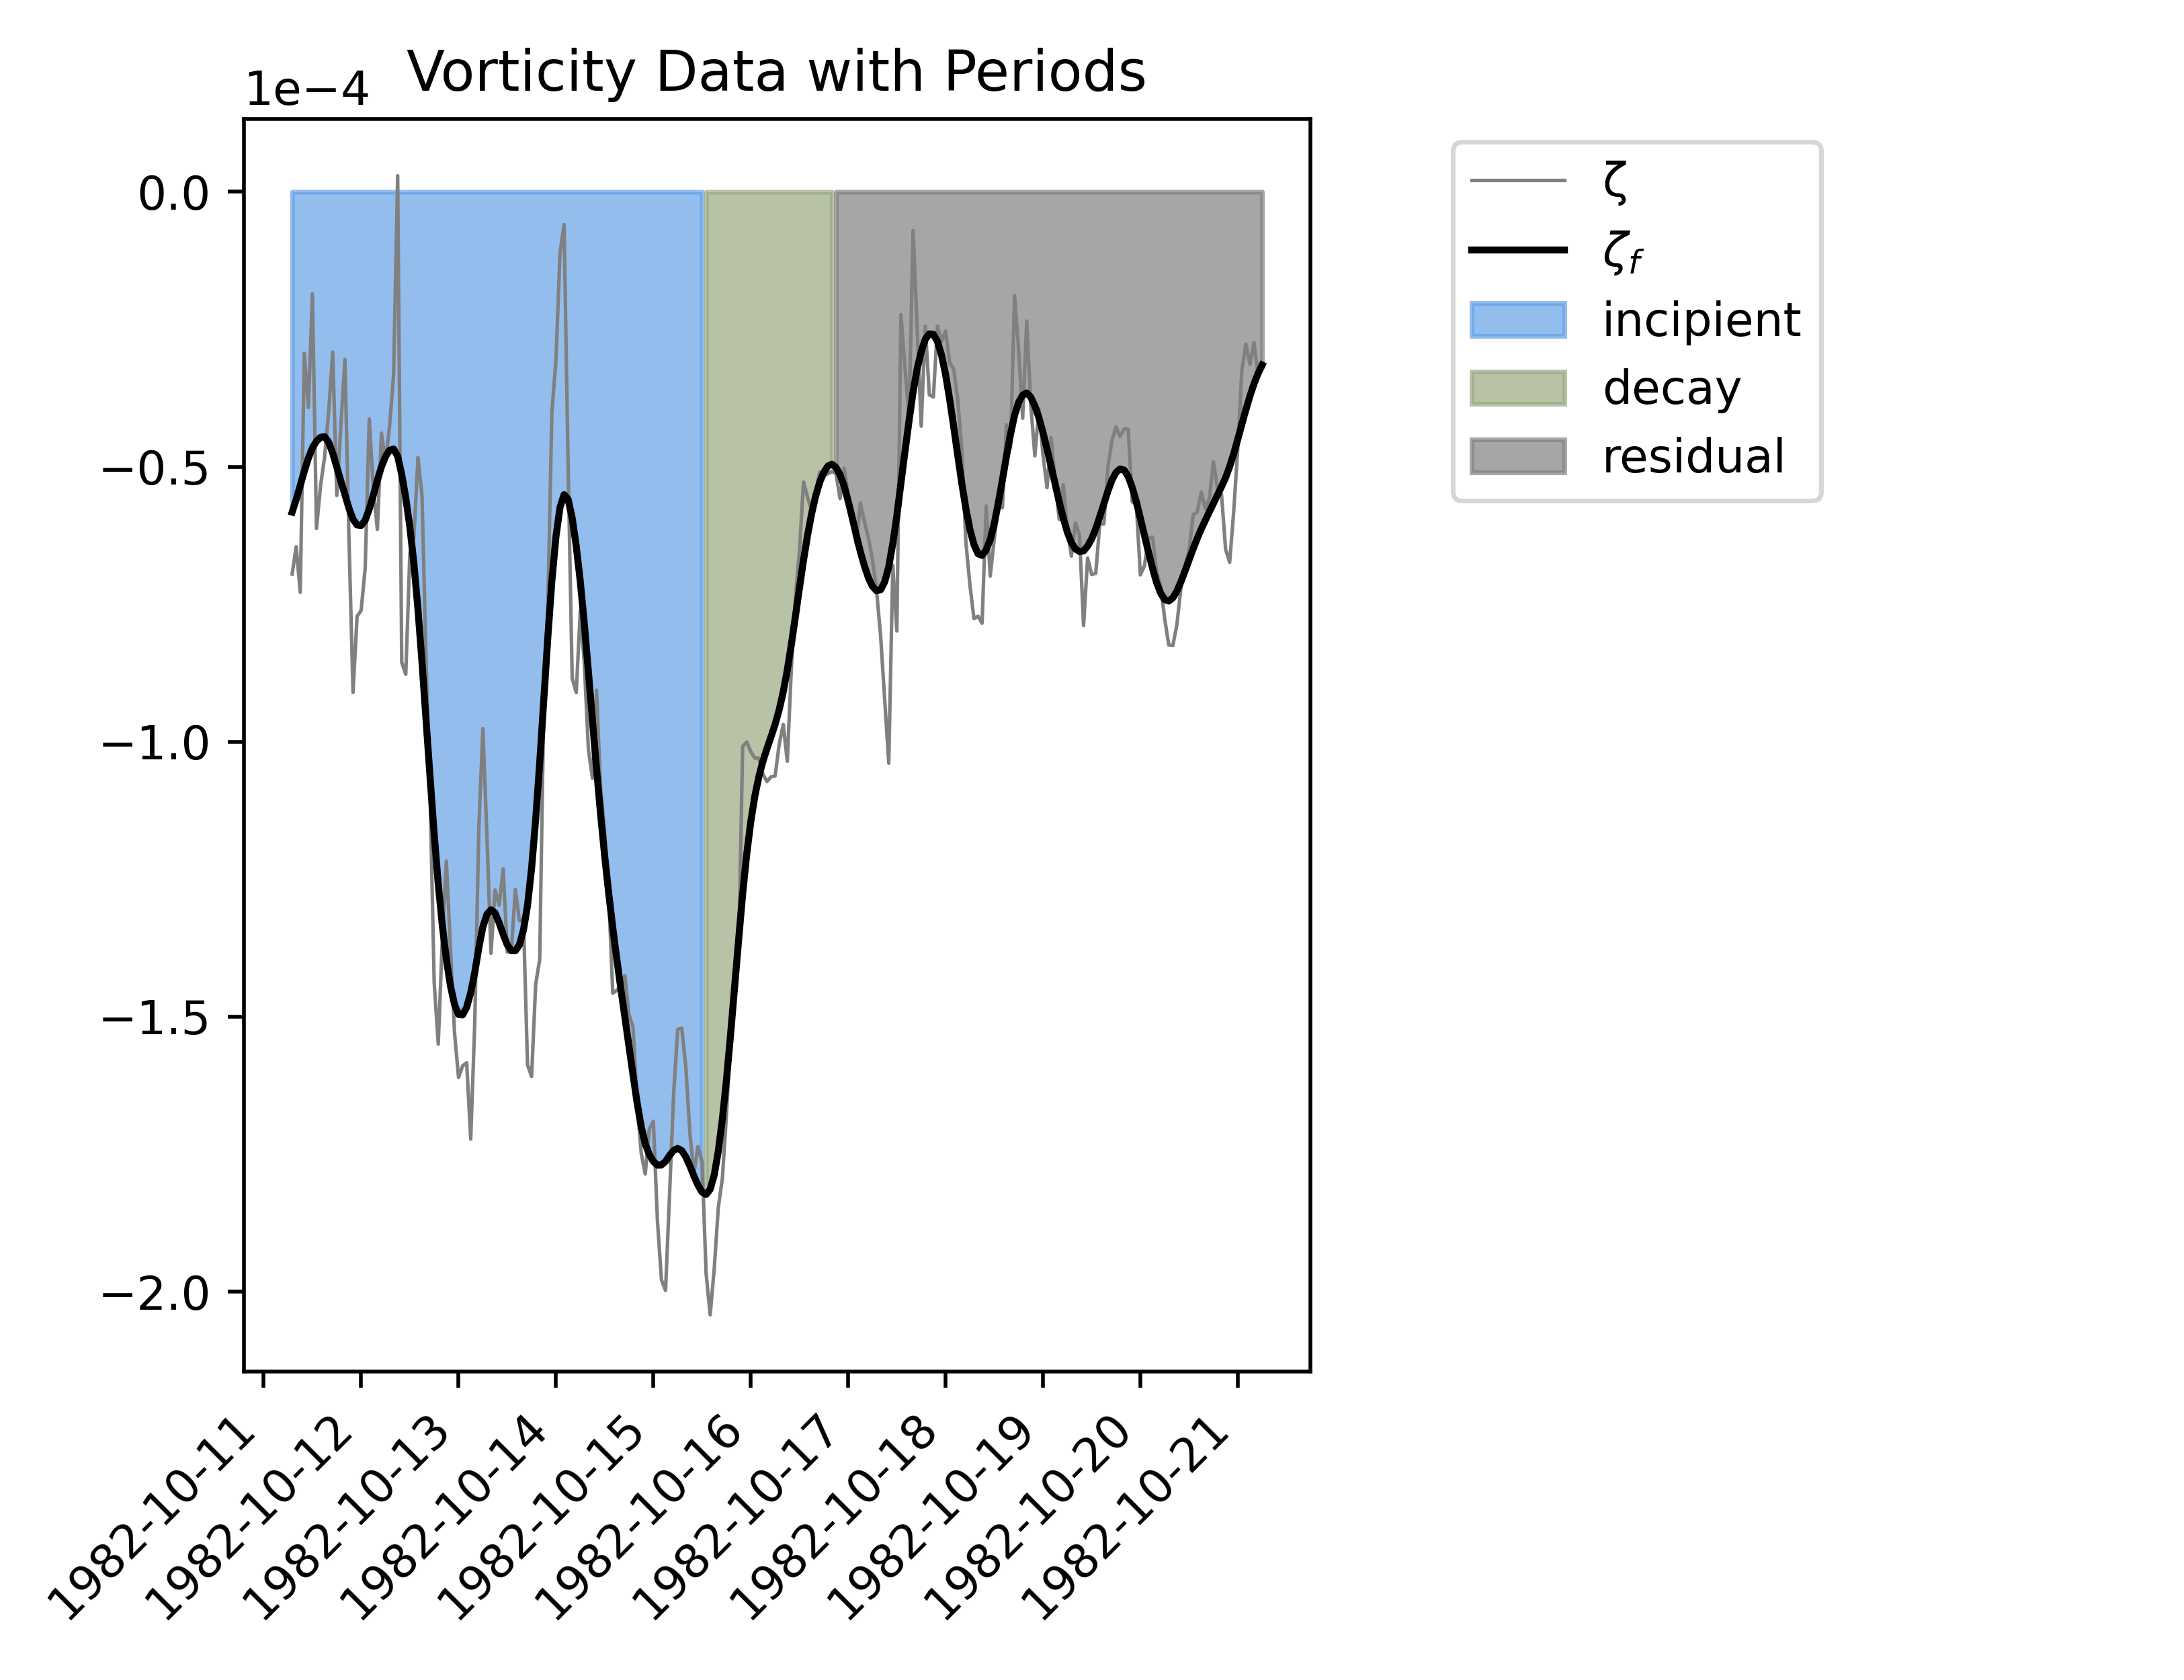 Vorticity Data with Periods
1e−4
0.0
−0.5
−1.0
−1.5
−2.0
1982-10-11
1982-10-12
1982-10-13
1982-10-14
1982-10-15
1982-10-16
1982-10-17
1982-10-18
1982-10-19
1982-10-20
1982-10-21
ζ
ζf
incipient
decay
residual